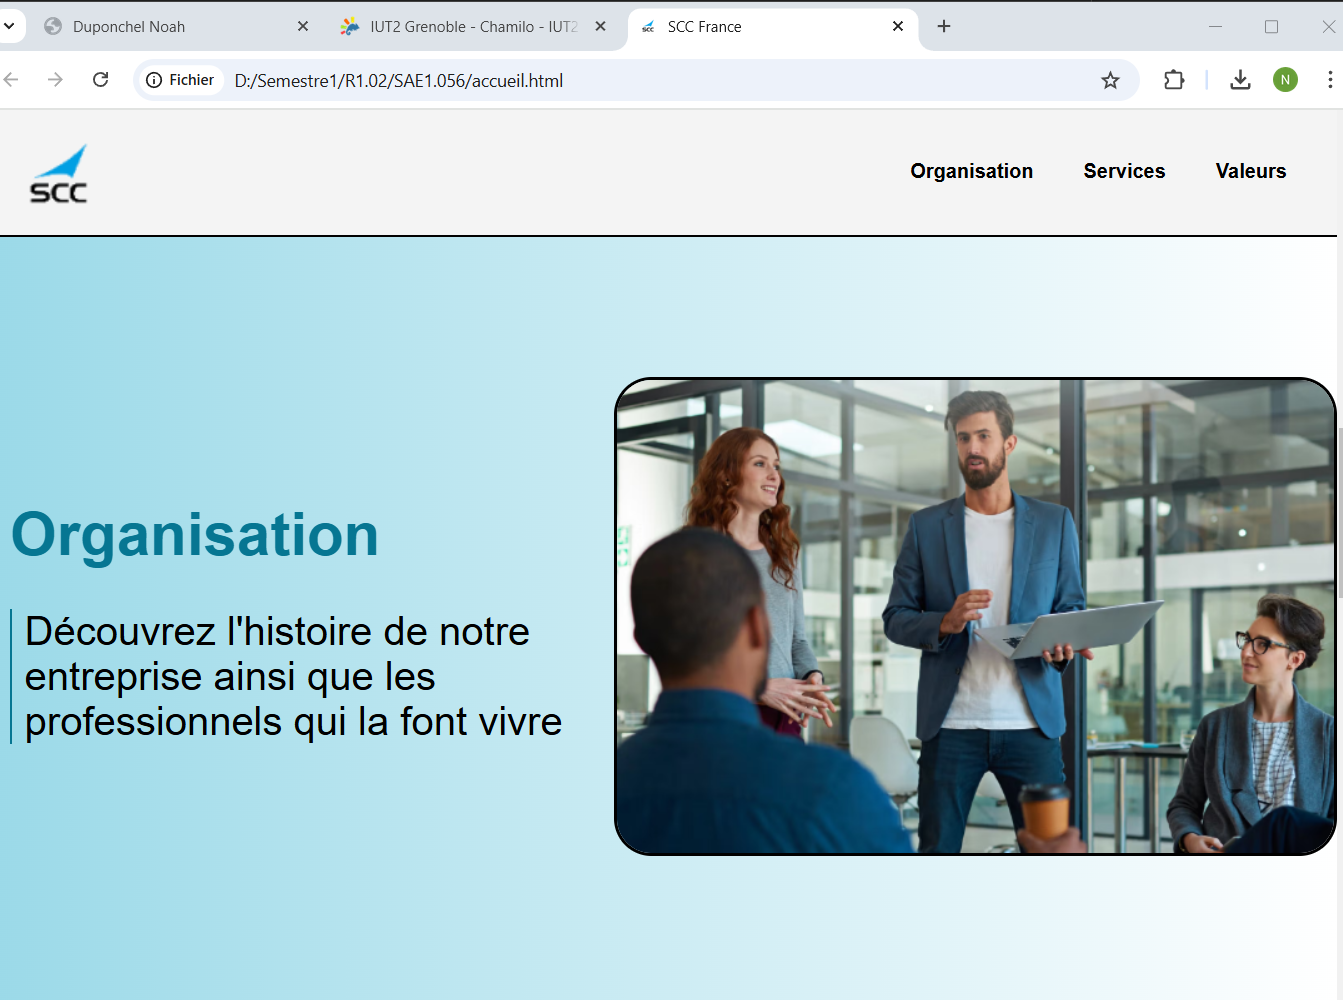 Duponchel Noah
IUT2 Grenoble - Chamilo - IUT2
SCC France
Fichier
D:/Semestre1/R1.02/SAE1.056/accueil.html
N
SCC
Organisation
Services
Valeurs
Organisation
Découvrez l'histoire de notre
entreprise ainsi que les
professionnels qui la font vivre